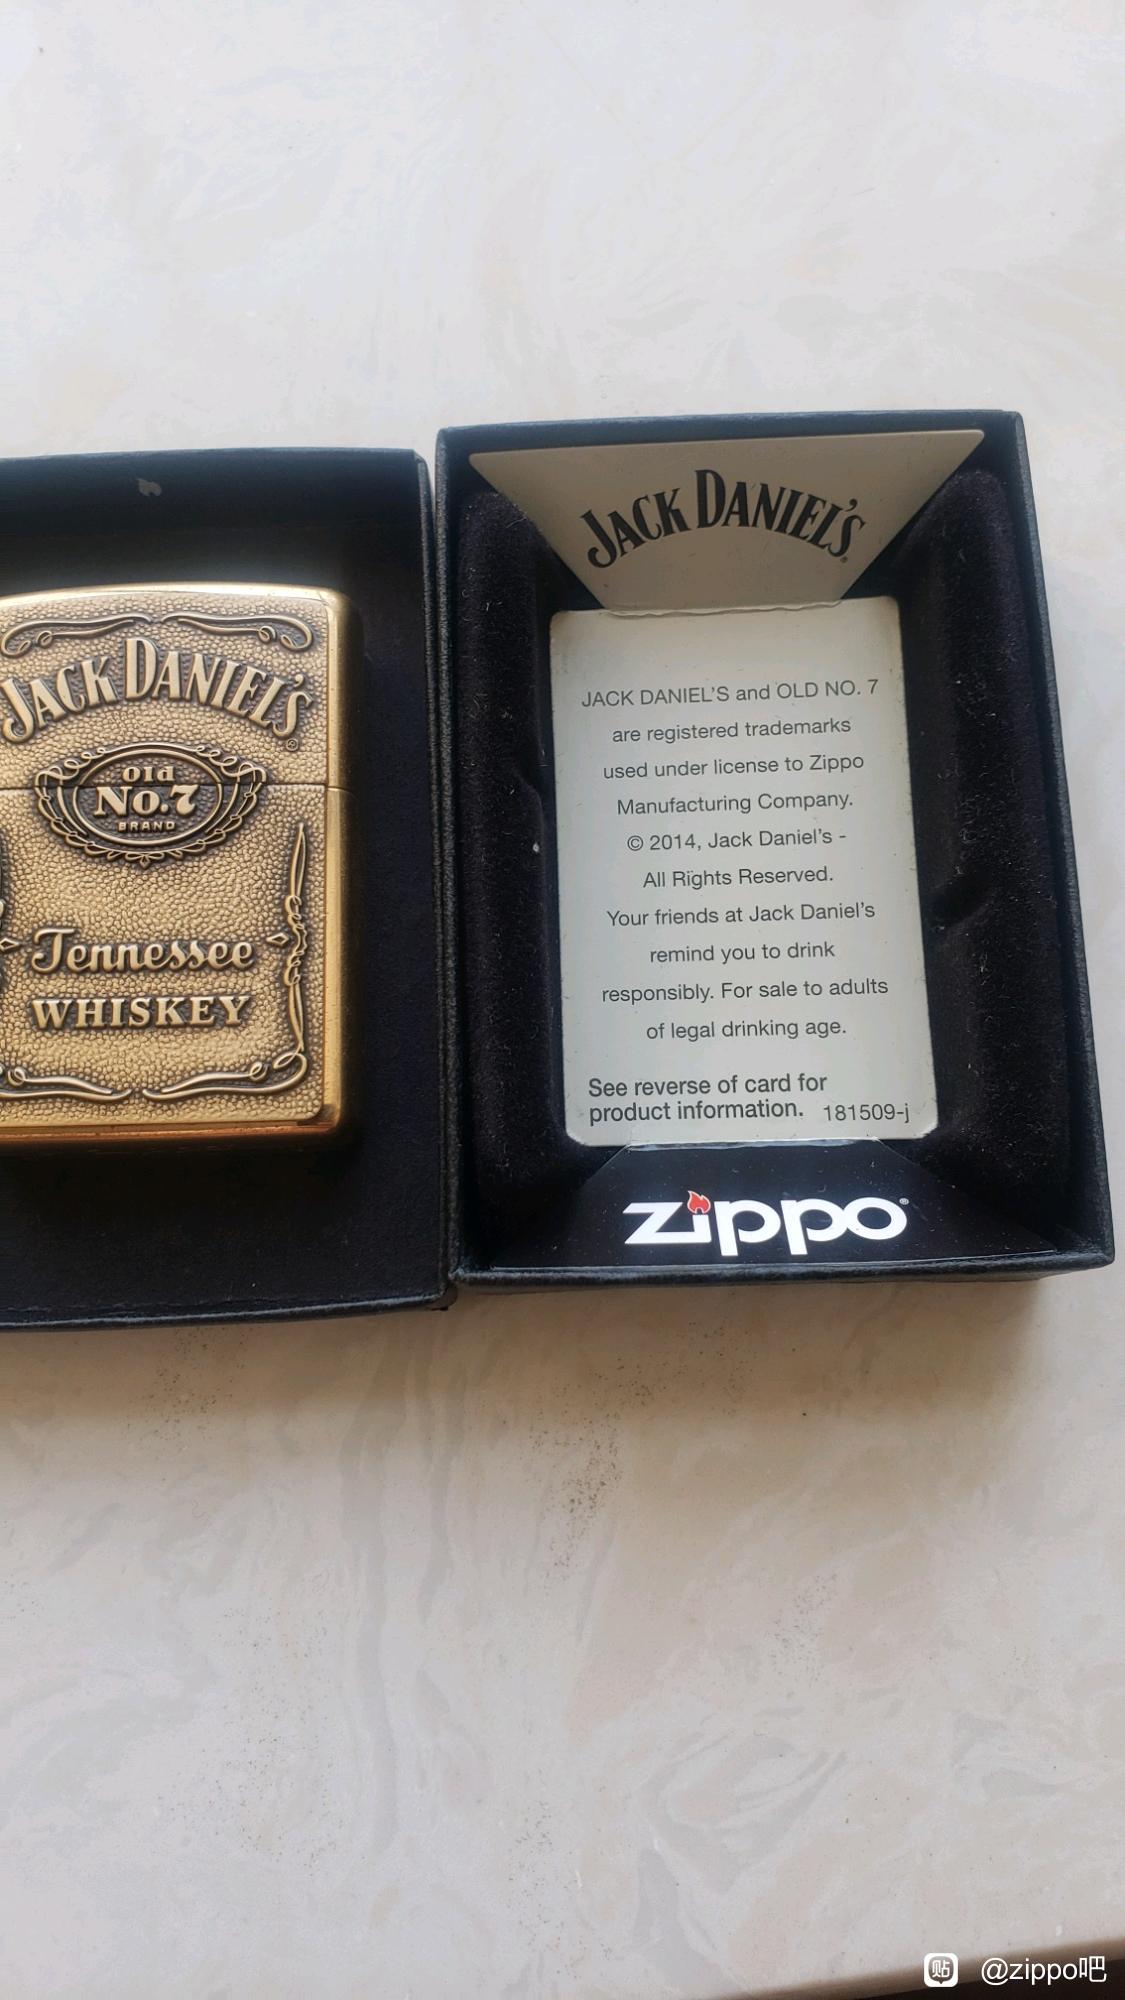 JACK DANIEL'S
®
Old
No.7
BRAND
Tennessee
WHISKEY
JACK DANIEL'S®
JACK DANIEL'S and OLD NO. 7
are registered trademarks
used under license to Zippo
Manufacturing Company.
© 2014, Jack Daniel's -
All Rights Reserved.
Your friends at Jack Daniel's
remind you to drink
responsibly. For sale to adults
of legal drinking age.
See reverse of card for
product information. 181509-j
zippo®
贴 @zippo吧